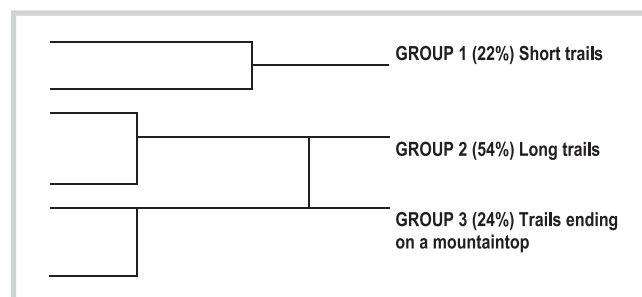 GROUP 1 (22%) Short trails
GROUP 2 (54%) Long trails
GROUP 3 (24%) Trails ending
on a mountaintop